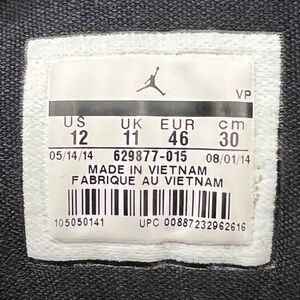 VP
US UK EUR cm
12 11 46 30
05/14/14 629877-015 08/01/14
MADE IN VIETNAM
FABRIQUE AU VIETNAM
105050141 UPC 00887232962616